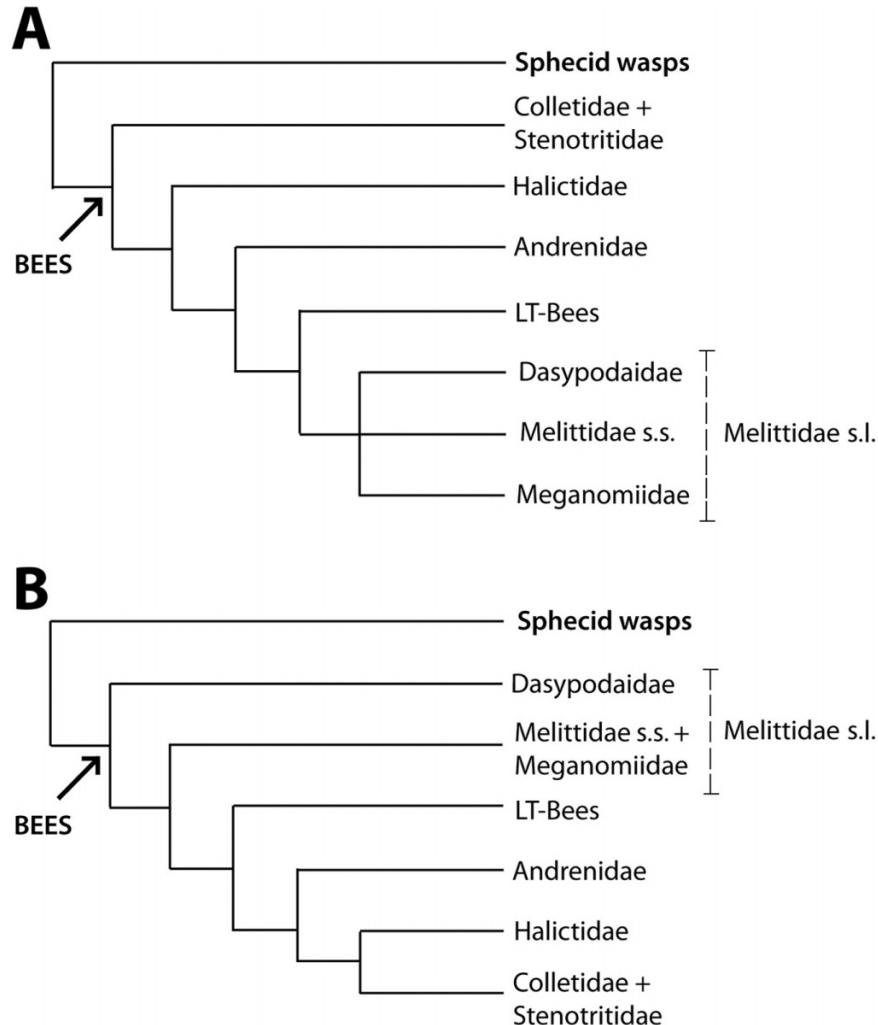 A
Sphecid wasps
Colletidae +
Stenotritidae
Halictidae
BEES
Andrenidae
LT-Bees
Dasypodaidae
Melittidae s.s.
Melittidae s.l.
Meganomiidae
B
Sphecid wasps
Dasypodaidae
Melittidae s.s. +
Meganomiidae
Melittidae s.l.
LT-Bees
BEES
Andrenidae
Halictidae
Colletidae +
Stenotritidae